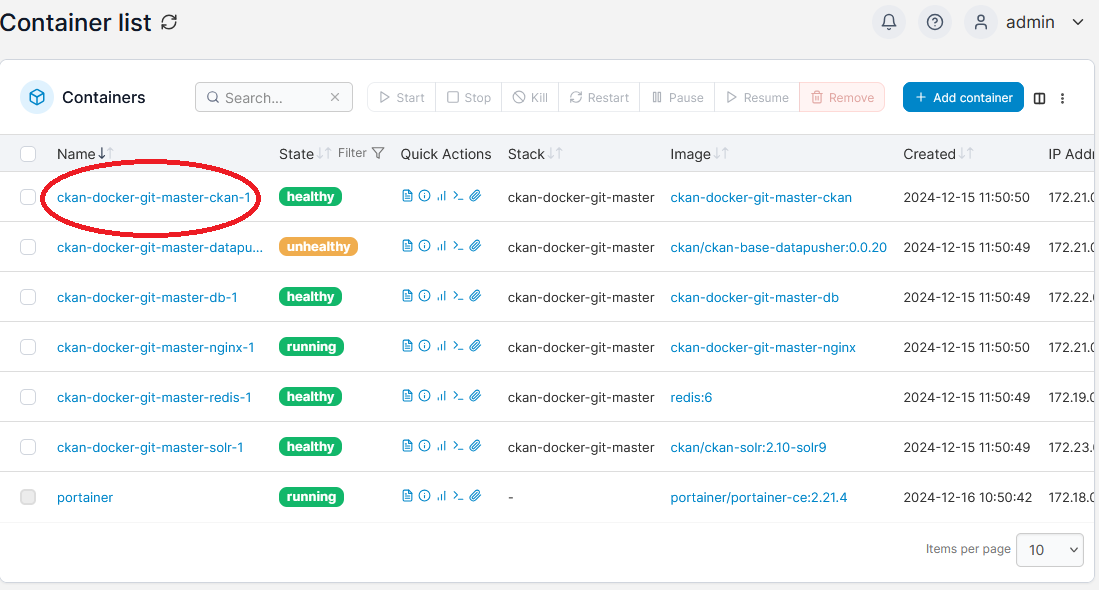 Container list
admin
Containers Search... Start Stop Kill Restart Pause Resume Remove + Add container
Name State Filter Quick Actions Stack Image Created IP Addr
ckan-docker-git-master-ckan-1 healthy ckan-docker-git-master ckan-docker-git-master-ckan 2024-12-15 11:50:50 172.21.0
ckan-docker-git-master-datapu... unhealthy ckan-docker-git-master ckan/ckan-base-datapusher:0.0.20 2024-12-15 11:50:49 172.21.0
ckan-docker-git-master-db-1 healthy ckan-docker-git-master ckan-docker-git-master-db 2024-12-15 11:50:49 172.22.0
ckan-docker-git-master-nginx-1 running ckan-docker-git-master ckan-docker-git-master-nginx 2024-12-15 11:50:50 172.21.0
ckan-docker-git-master-redis-1 healthy ckan-docker-git-master redis:6 2024-12-15 11:50:49 172.19.0
ckan-docker-git-master-solr-1 healthy ckan-docker-git-master ckan/ckan-solr:2.10-solr9 2024-12-15 11:50:49 172.23.0
portainer running - portainer/portainer-ce:2.21.4 2024-12-16 10:50:42 172.18.0
Items per page 10